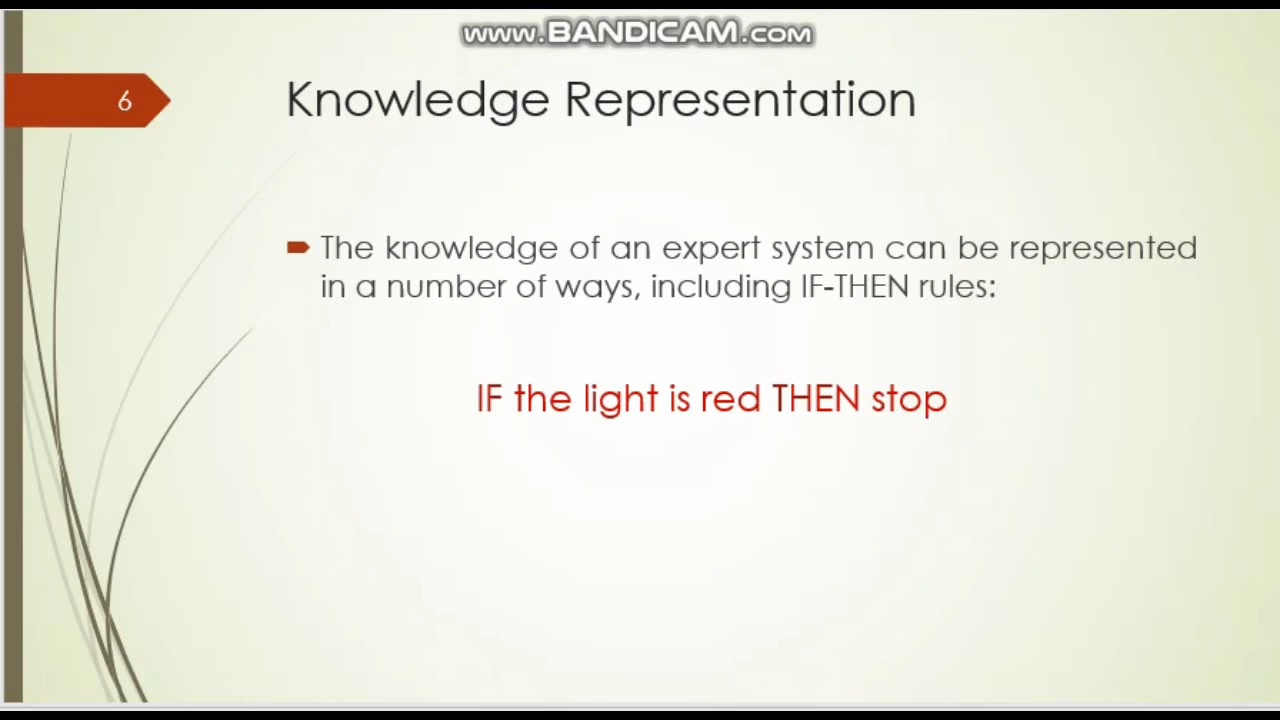 www.BANDICAM.com
6
Knowledge Representation
The knowledge of an expert system can be represented
in a number of ways, including IF-THEN rules:
IF the light is red THEN stop